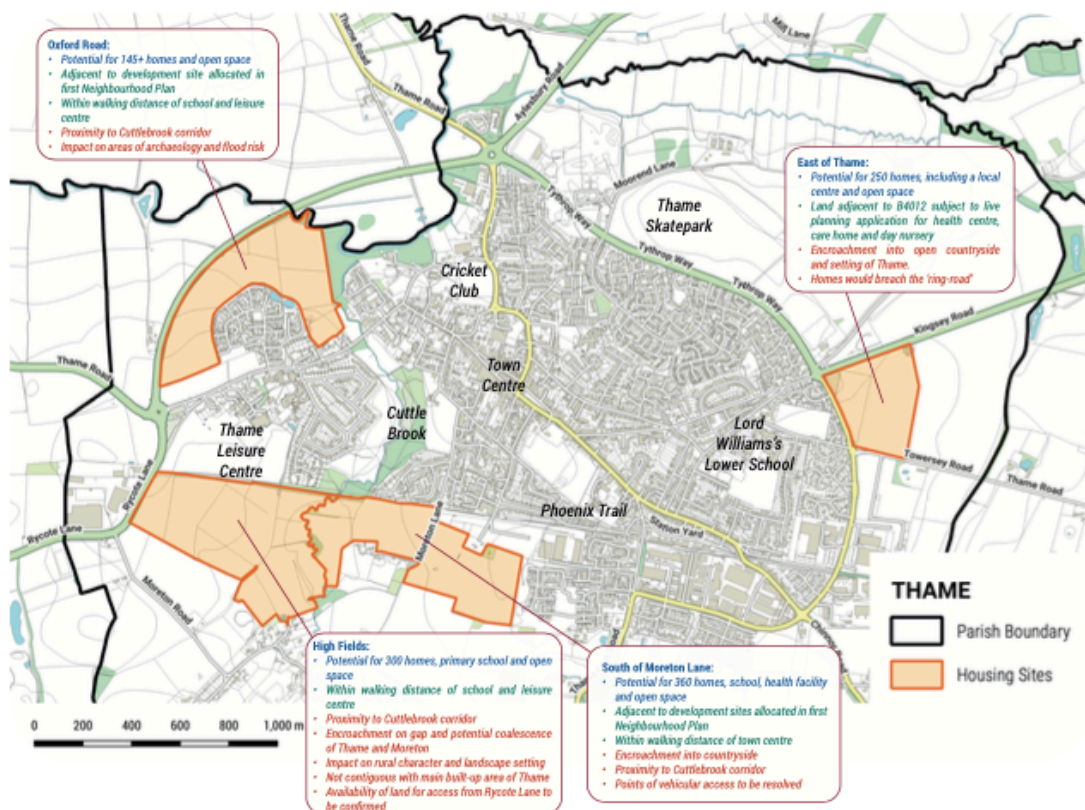 Mill Lane
Thame Road
Aylesbury Road
Thame Road
Oxford Road:
• Potential for 145+ homes and open space
• Adjacent to development site allocated in
first Neighbourhood Plan
• Within walking distance of school and leisure
centre
• Proximity to Cuttlebrook corridor
• Impact on areas of archaeology and flood risk
East of Thame:
• Potential for 250 homes, including a local
centre and open space
• Land adjacent to B4012 subject to live
planning application for health centre,
care home and day nursery
• Encroachment into open countryside
and setting of Thame.
• Homes would breach the 'ring-road'
Moorend Lane
Tythrop Way
Thame
Skatepark
Tythrop Way
Tythrop Way
Cricket
Club
Kingsey Road
Thame Road
Town
Centre
Cuttle
Brook
Thame
Leisure
Centre
Lord
Williams's
Lower School
Towersey Road
Thame Road
Rycote Lane
Rycote Lane
Phoenix Trail
Station Yard
Moreton Lane
Moreton Road
Chinnor Road
THAME
Parish Boundary
Housing Sites
High Fields:
• Potential for 300 homes, primary school and open
space
• Within walking distance of school and leisure
centre
• Proximity to Cuttlebrook corridor
• Encroachment on gap and potential coalesence
of Thame and Moreton
• Impact on rural character and landscape setting
• Not contiguous with main built-up area of Thame
• Availability of land for access from Rycote Lane to
be confirmed
South of Moreton Lane:
• Potential for 360 homes, school, health facility
and open space
• Adjacent to development sites allocated in first
Neighbourhood Plan
• Within walking distance of town centre
• Encroachment into countryside
• Proximity to Cuttlebrook corridor
• Points of vehicular access to be resolved
0 200 400 600 800 1,000 m